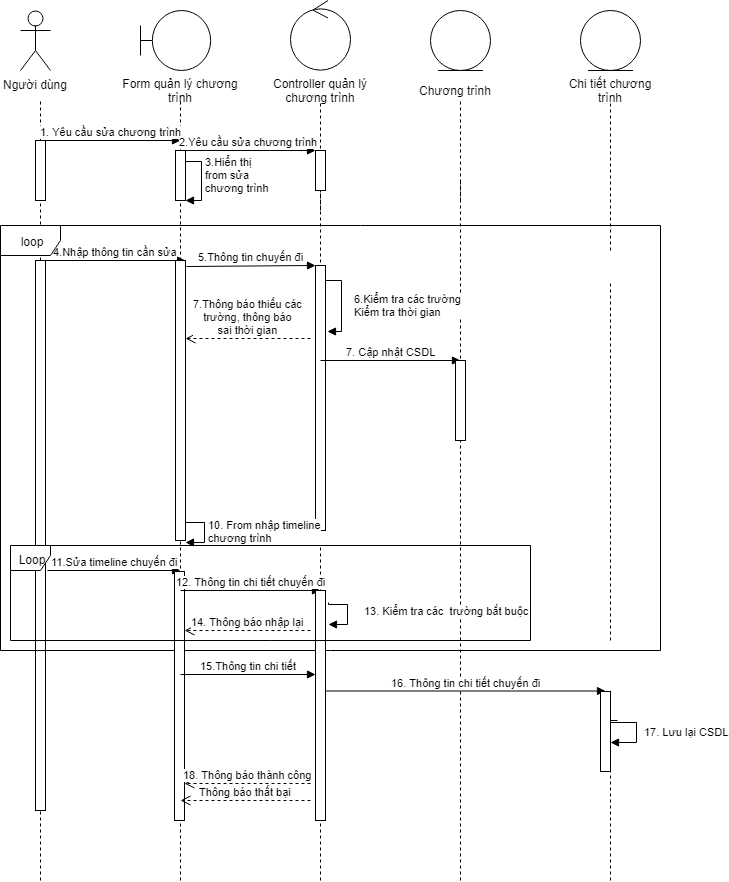 Người dùng
Form quản lý chương
trình
Controller quản lý
chương trình
Chương trình
Chi tiết chương
trình
1. Yêu cầu sửa chương trình
2.Yêu cầu sửa chương trình
3.Hiển thị
from sửa
chương trình
loop
4.Nhập thông tin cần sửa
5.Thông tin chuyến đi
6.Kiểm tra các trường
Kiểm tra thời gian
7.Thông báo thiếu các
trường, thông báo
sai thời gian
7. Cập nhật CSDL
10. From nhập timeline
chương trình
Loop
11.Sửa timeline chuyến đi
12. Thông tin chi tiết chuyến đi
13. Kiểm tra các trường bắt buộc
14. Thông báo nhập lại
15.Thông tin chi tiết
16. Thông tin chi tiết chuyến đi
17. Lưu lại CSDL
18. Thông báo thành công
Thông báo thất bại